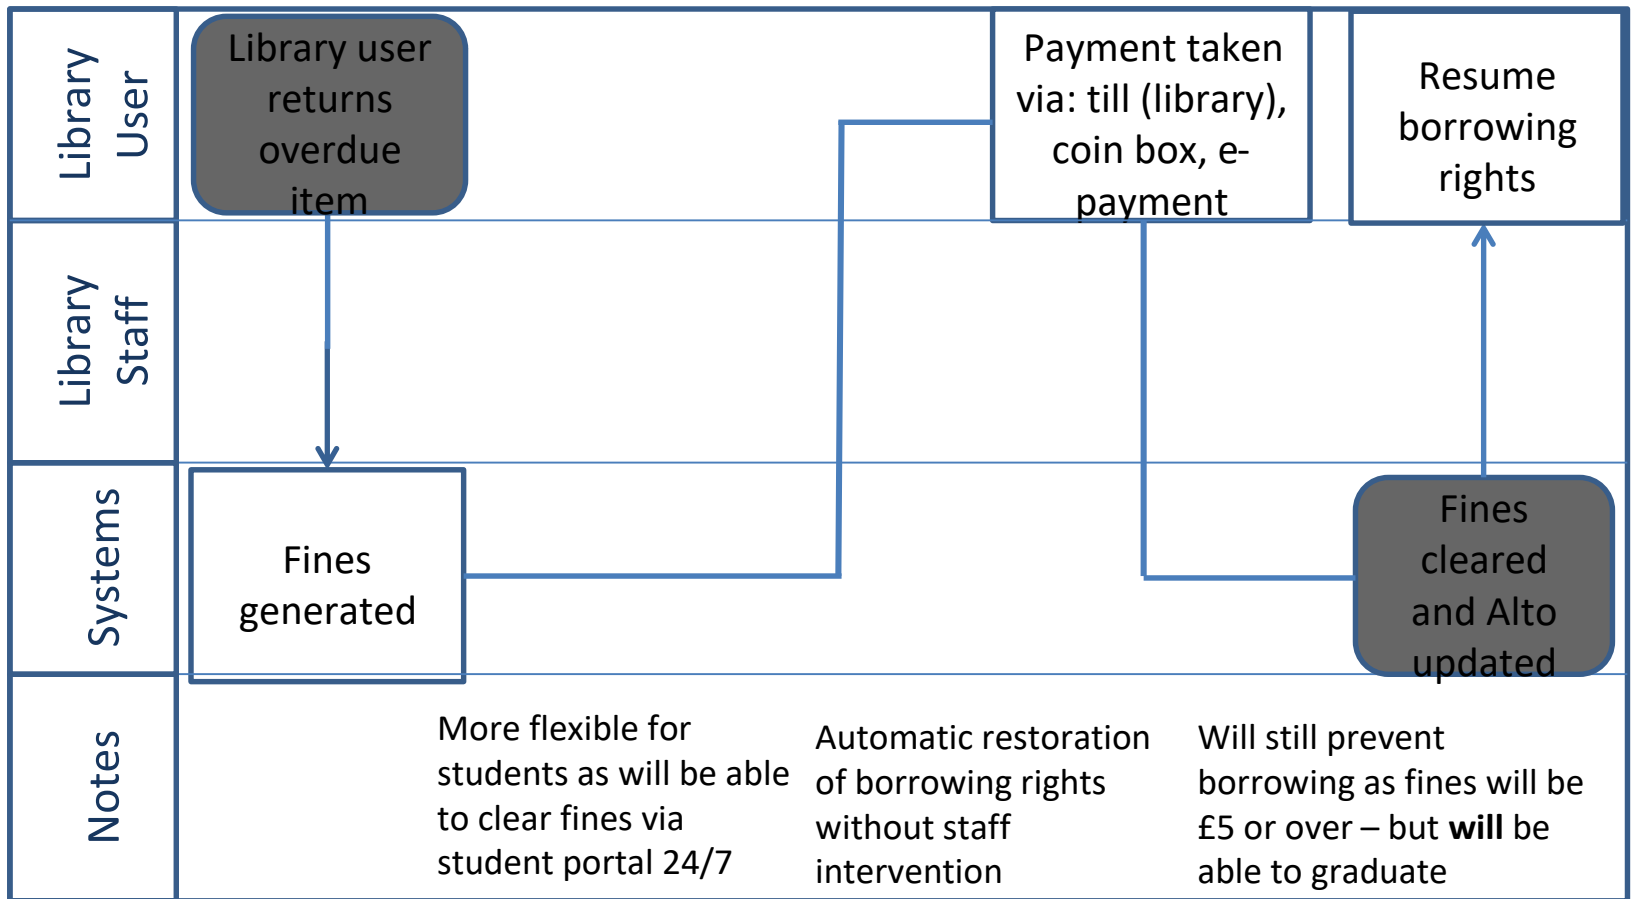 Library
User
Library user
returns
overdue
item
Payment taken
via: till (library),
coin box, e-
payment
Resume
borrowing
rights
Library
Staff
Systems
Fines
generated
Fines
cleared
and Alto
updated
Notes
More flexible for
students as will be able
to clear fines via
student portal 24/7
Automatic restoration
of borrowing rights
without staff
intervention
Will still prevent
borrowing as fines will be
£5 or over – but will be
able to graduate